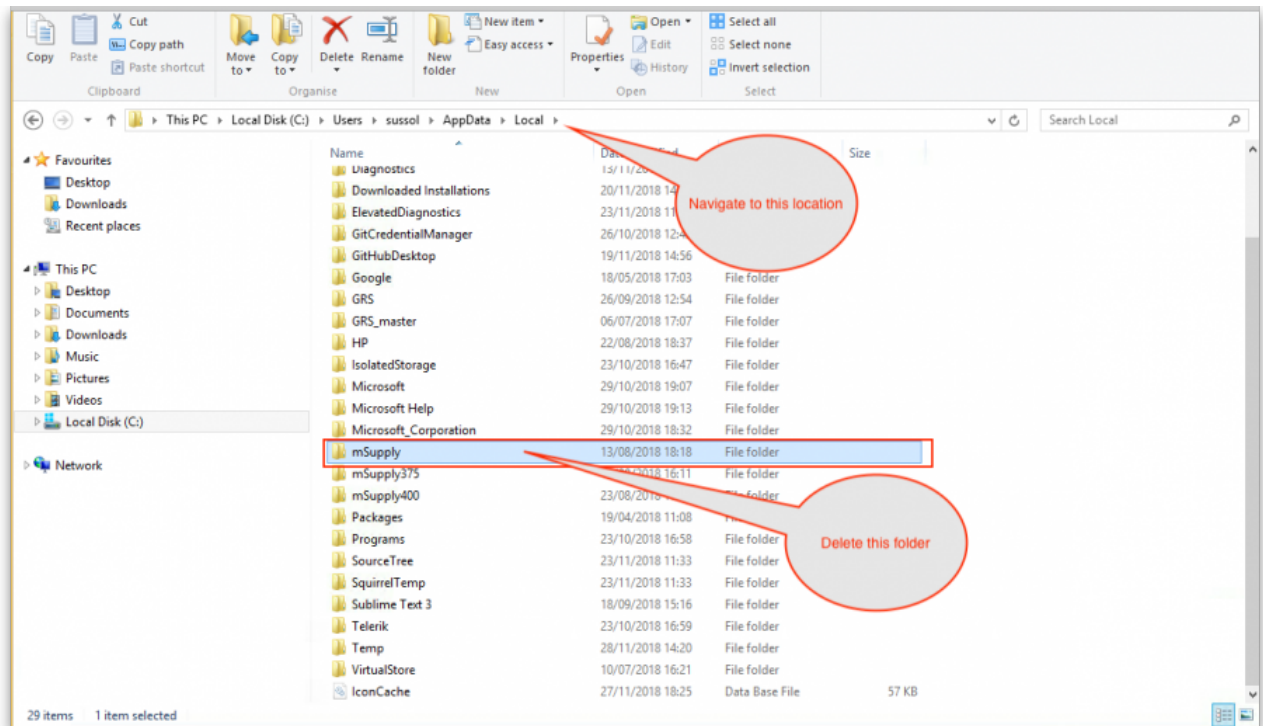 Cut
Copy path
Paste shortcut
Copy
Paste
Clipboard
Move to
Copy to
Delete
Rename
Organise
New folder
New item
Easy access
New
Properties
Open
Edit
History
Open
Select all
Select none
Invert selection
Select
This PC
Local Disk (C:)
Users
sussol
AppData
Local
Search Local
Favourites
Desktop
Downloads
Recent places
This PC
Desktop
Documents
Downloads
Music
Pictures
Videos
Local Disk (C:)
Network
Name Size
Diagnostics
Downloaded Installations 20/11/2018
ElevatedDiagnostics 23/11/2018
GitCredentialManager 26/10/2018
GitHubDesktop 19/11/2018 14:56
Google 18/05/2018 17:03 File folder
GRS 26/09/2018 12:54 File folder
GRS_master 06/07/2018 17:07 File folder
HP 22/08/2018 18:37 File folder
IsolatedStorage 23/10/2018 16:47 File folder
Microsoft 29/10/2018 19:07 File folder
Microsoft Help 29/10/2018 19:13 File folder
Microsoft_Corporation 29/10/2018 18:32 File folder
mSupply 13/08/2018 18:18 File folder
mSupply375 16:11 File folder
mSupply400 23/08/2018 File folder
Packages 19/04/2018 11:08
Programs 23/10/2018 16:58 File folder
SourceTree 23/11/2018 11:33 File folder
SquirrelTemp 23/11/2018 11:33 File folder
Sublime Text 3 18/09/2018 15:16 File folder
Telerik 23/10/2018 16:59 File folder
Temp 28/11/2018 14:20 File folder
VirtualStore 10/07/2018 16:21 File folder
IconCache 27/11/2018 18:25 Data Base File 57 KB
Navigate to this location
Delete this folder
29 items 1 item selected